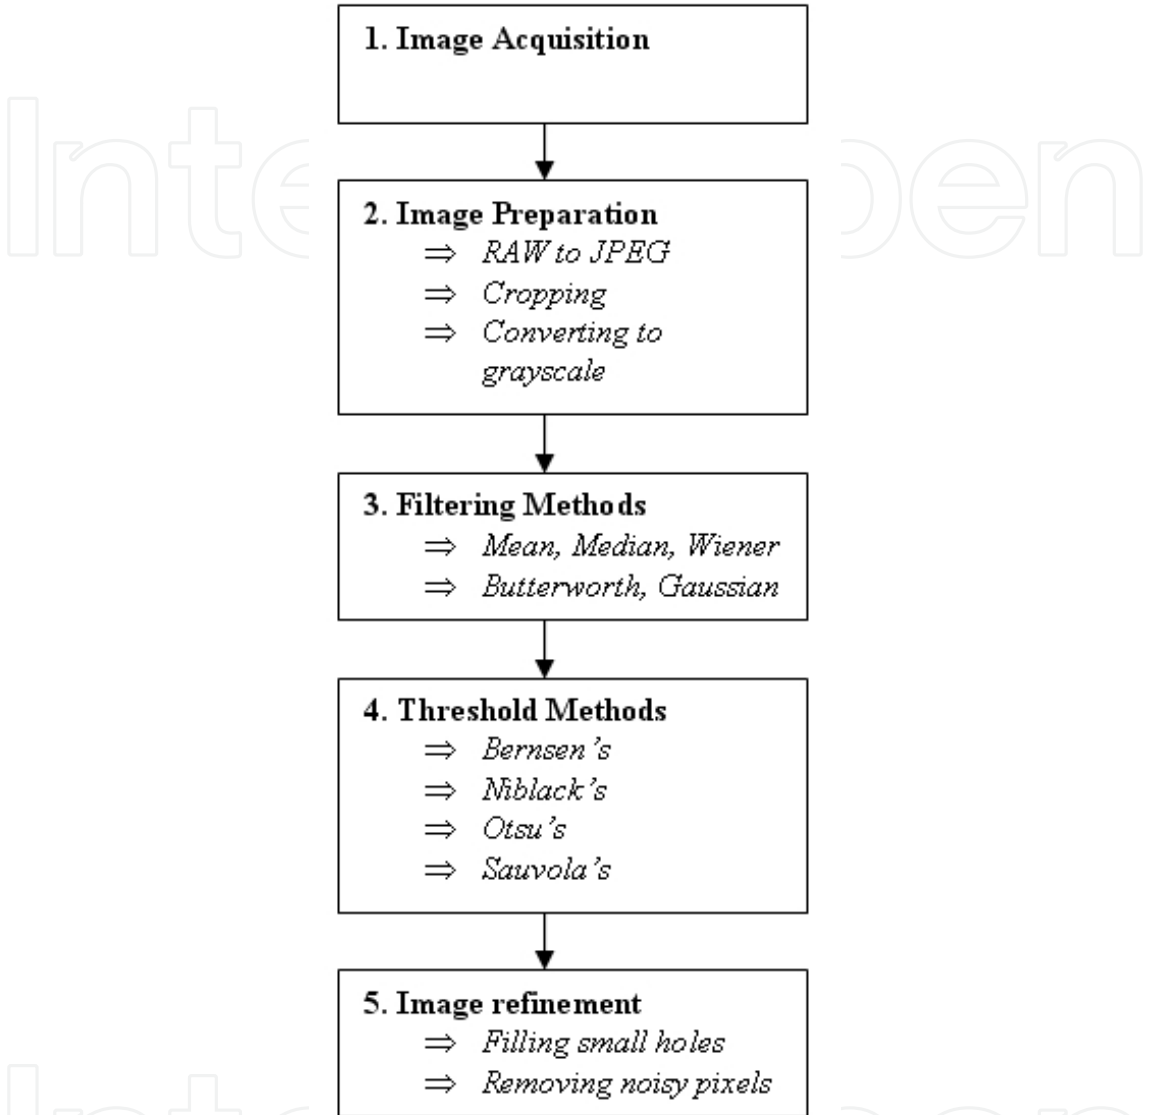 1. Image Acquisition
2. Image Preparation
⇒ RAW to JPEG
⇒ Cropping
⇒ Converting to
grayscale
3. Filtering Methods
⇒ Mean, Median, Wiener
⇒ Butterworth, Gaussian
4. Threshold Methods
⇒ Bernsen's
⇒ Niblack's
⇒ Otsu's
⇒ Sauvola's
5. Image refinement
⇒ Filling small holes
⇒ Removing noisy pixels